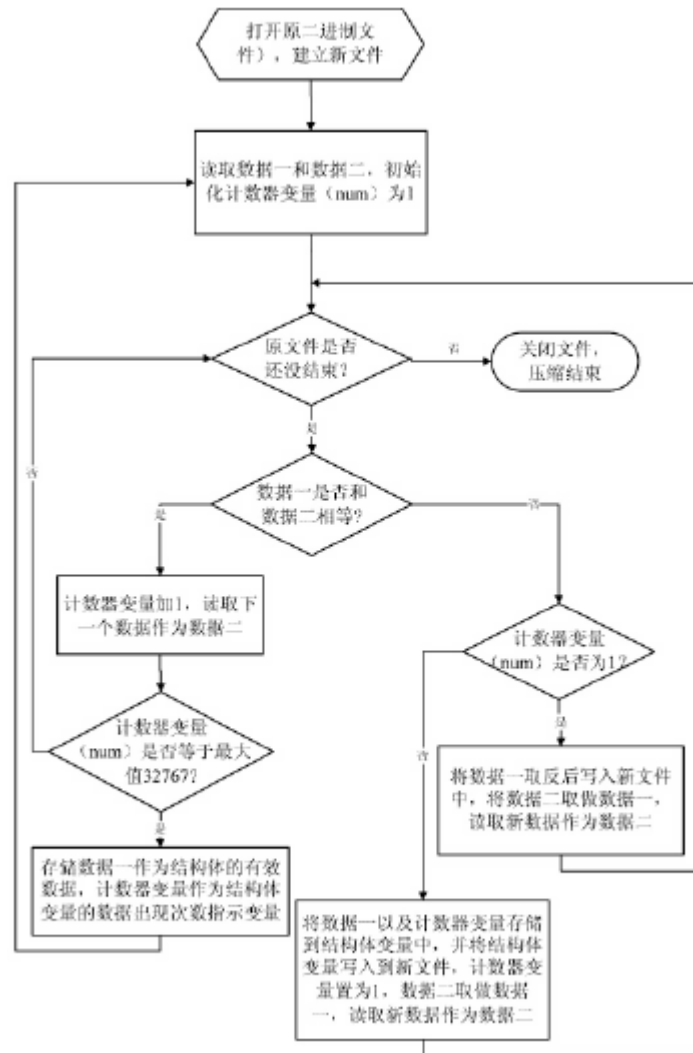 打开原二进制文
件），建立新文件
读取数据一和数据二，初始
化计数器变量（num）为1
原文件是否
还没结束？
否
关闭文件，
压缩结束
是
否
数据一是否和
数据二相等？
是
否
计数器变量加1，读取下
一个数据作为数据二
计数器变量
（num）是否为1？
计数器变量
（num）是否等于最大
值32767？
是
否
将数据一取反后写入新文件
中，将数据二取做数据一，
读取新数据作为数据二
是
存储数据一作为结构体的有效
数据，计数器变量作为结构体
变量的数据出现次数指示变量
将数据一以及计数器变量存储
到结构体变量中，并将结构体
变量写入到新文件，计数器变
量置为1，数据二取做数据
一，读取新数据作为数据二